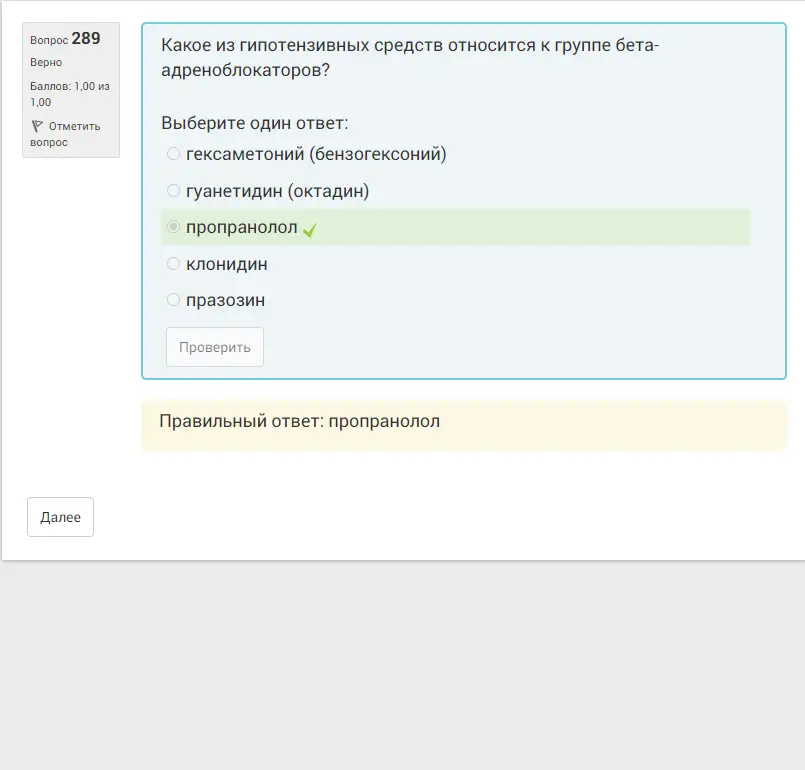 Вопрос 289
Верно
Баллов: 1,00 из
1,00
Отметить
вопрос
Какое из гипотензивных средств относится к группе бета-
адреноблокаторов?
Выберите один ответ:
гексаметоний (бензогексоний)
гуанетидин (октадин)
пропранолол
клонидин
празозин
Проверить
Правильный ответ: пропранолол
Далее